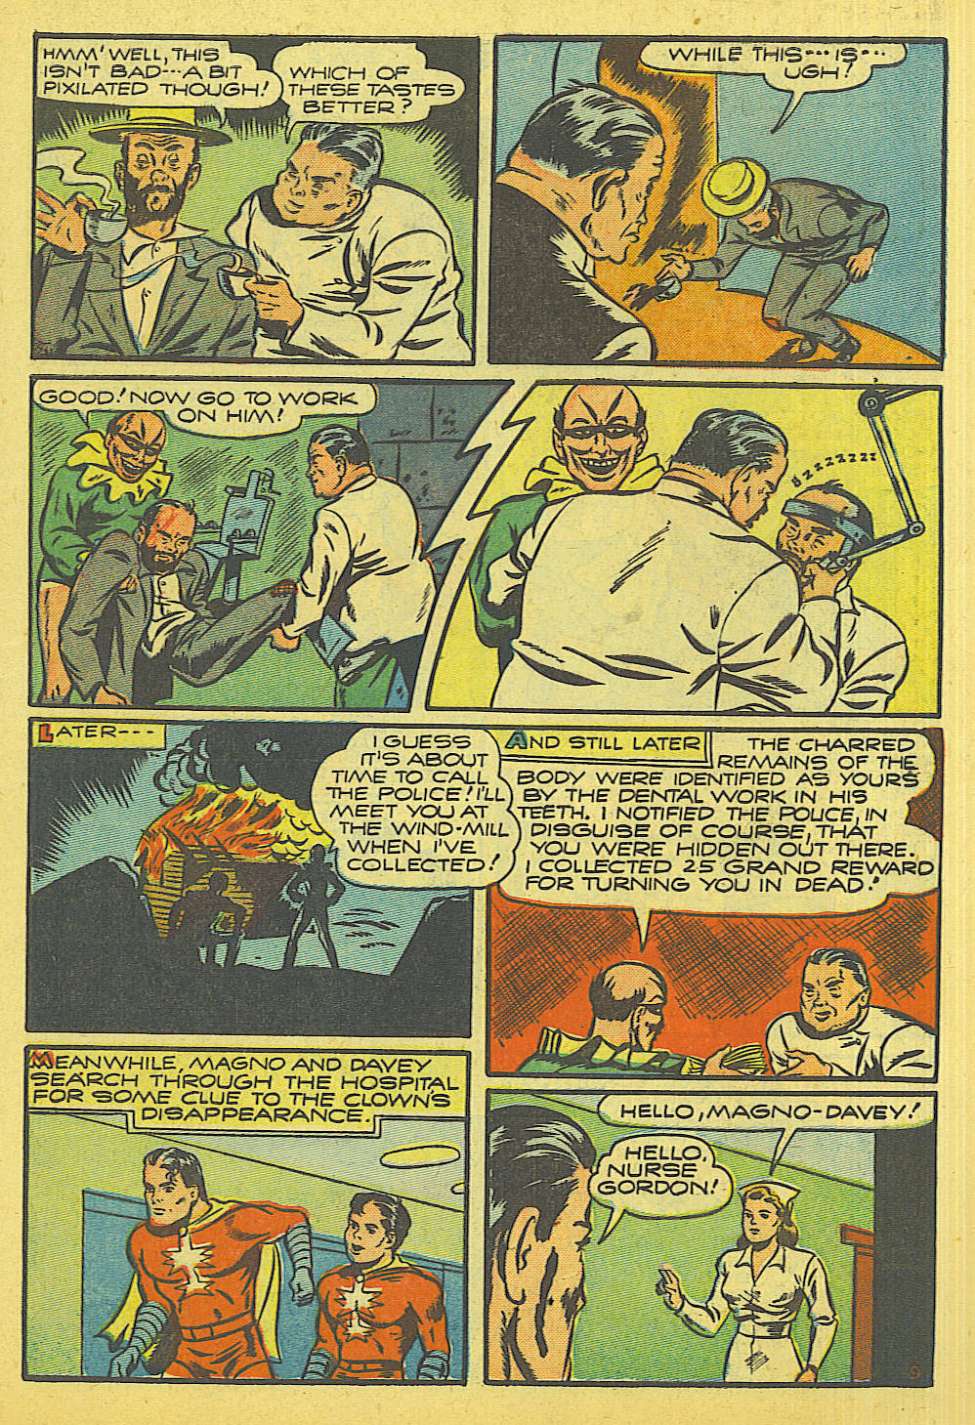 HMM' WELL, THIS
ISN'T BAD---A BIT
PIXILATED THOUGH!
WHICH OF
THESE TASTES
BETTER?
WHILE THIS---IS---
UGH!
GOOD! NOW GO TO WORK
ON HIM!
BZZZZZZZZ
LATER---
I GUESS
IT'S ABOUT
TIME TO CALL
THE POLICE! I'LL
MEET YOU AT
THE WIND-MILL
WHEN I'VE
COLLECTED!
AND STILL LATER
THE CHARRED
REMAINS OF THE
BODY WERE IDENTIFIED AS YOURS
BY THE DENTAL WORK IN HIS
TEETH. I NOTIFIED THE POLICE, IN
DISGUISE OF COURSE, THAT
YOU WERE HIDDEN OUT THERE.
I COLLECTED 25 GRAND REWARD
FOR TURNING YOU IN DEAD!
MEANWHILE, MAGNO AND DAVEY
SEARCH THROUGH THE HOSPITAL
FOR SOME CLUE TO THE CLOWN'S
DISAPPEARANCE.
HELLO, MAGNO-DAVEY!
HELLO,
NURSE
GORDON!